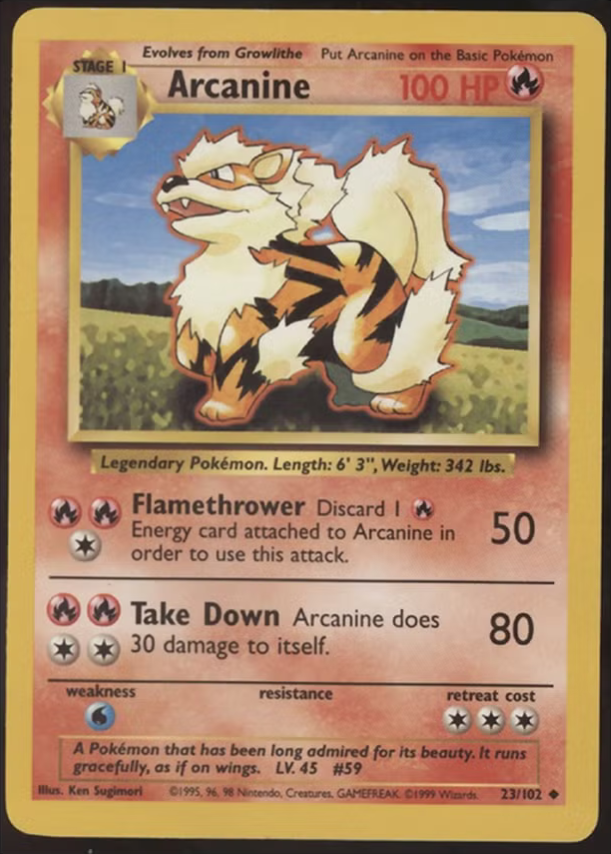 Evolves from Growlithe Put Arcanine on the Basic Pokémon
STAGE 1
Arcanine 100 HP
Legendary Pokémon. Length: 6' 3", Weight: 342 lbs.
Flamethrower Discard 1
Energy card attached to Arcanine in
order to use this attack.
50
Take Down Arcanine does
30 damage to itself.
80
weakness resistance retreat cost
A Pokémon that has been long admired for its beauty. It runs
gracefully, as if on wings. LV. 45 #59
Illus. Ken Sugimori ©1995, 96, 98 Nintendo, Creatures, GAMEFREAK. ©1999 Wizards. 23/102